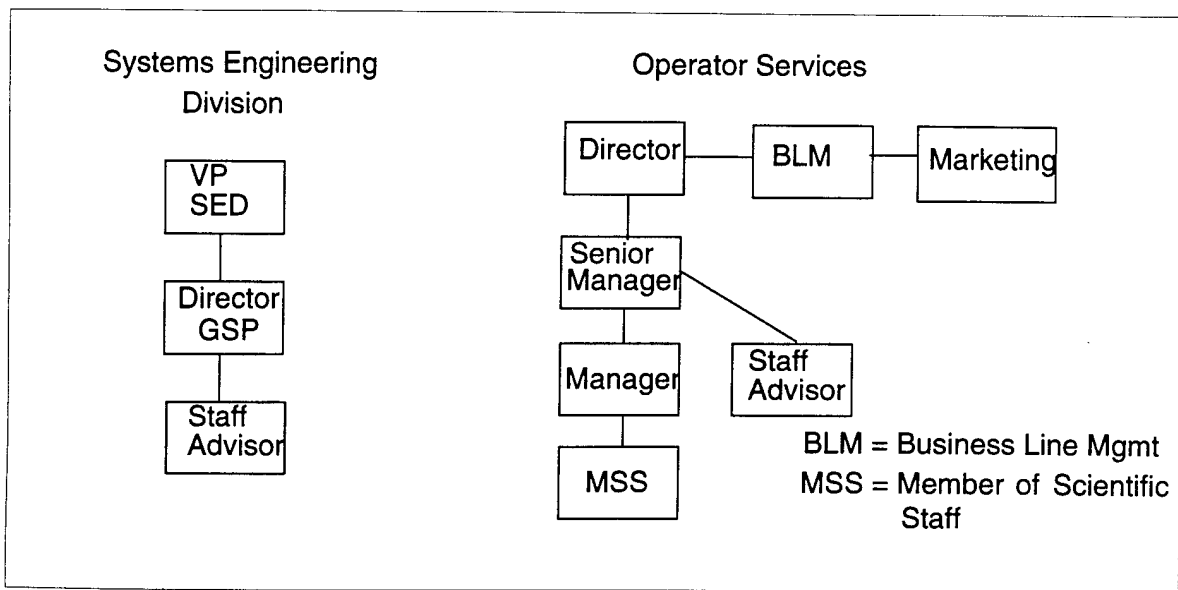 Systems Engineering
Division
VP
SED
Director
GSP
Staff
Advisor
Operator Services
Director
BLM
Marketing
Senior
Manager
Manager
Staff
Advisor
MSS
BLM = Business Line Mgmt
MSS = Member of Scientific
Staff